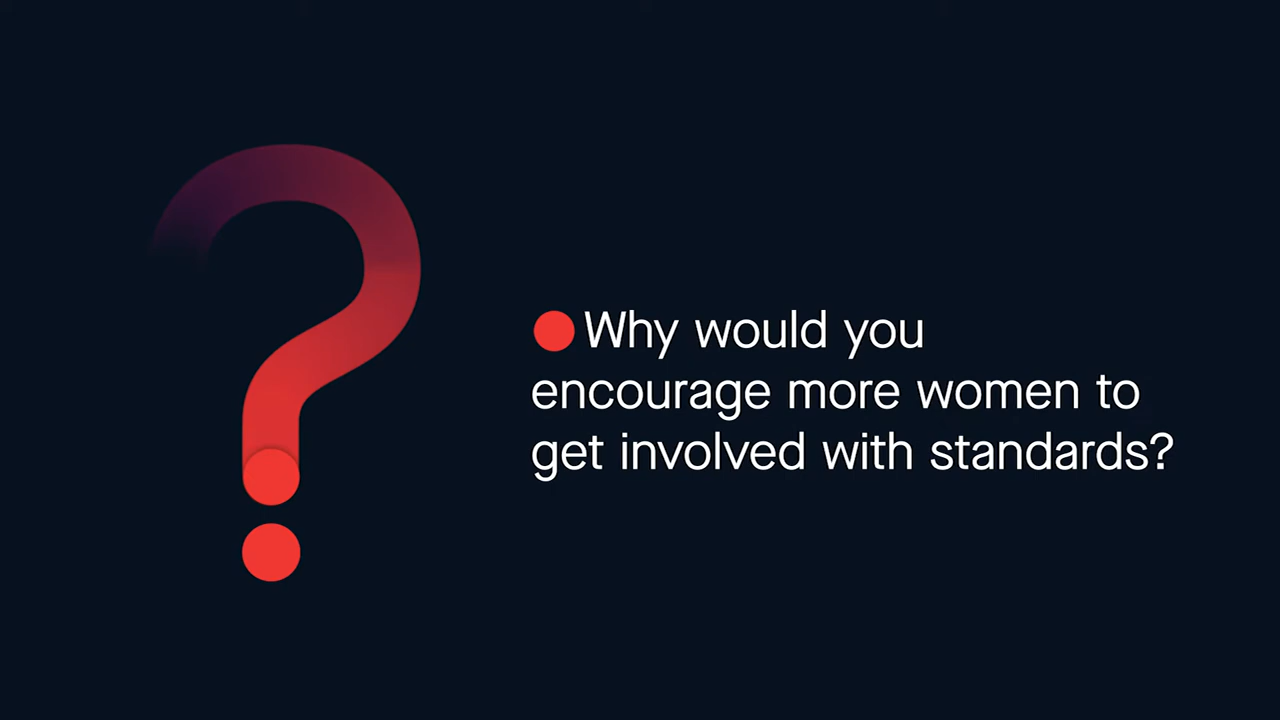 Why would you
encourage more women to
get involved with standards?